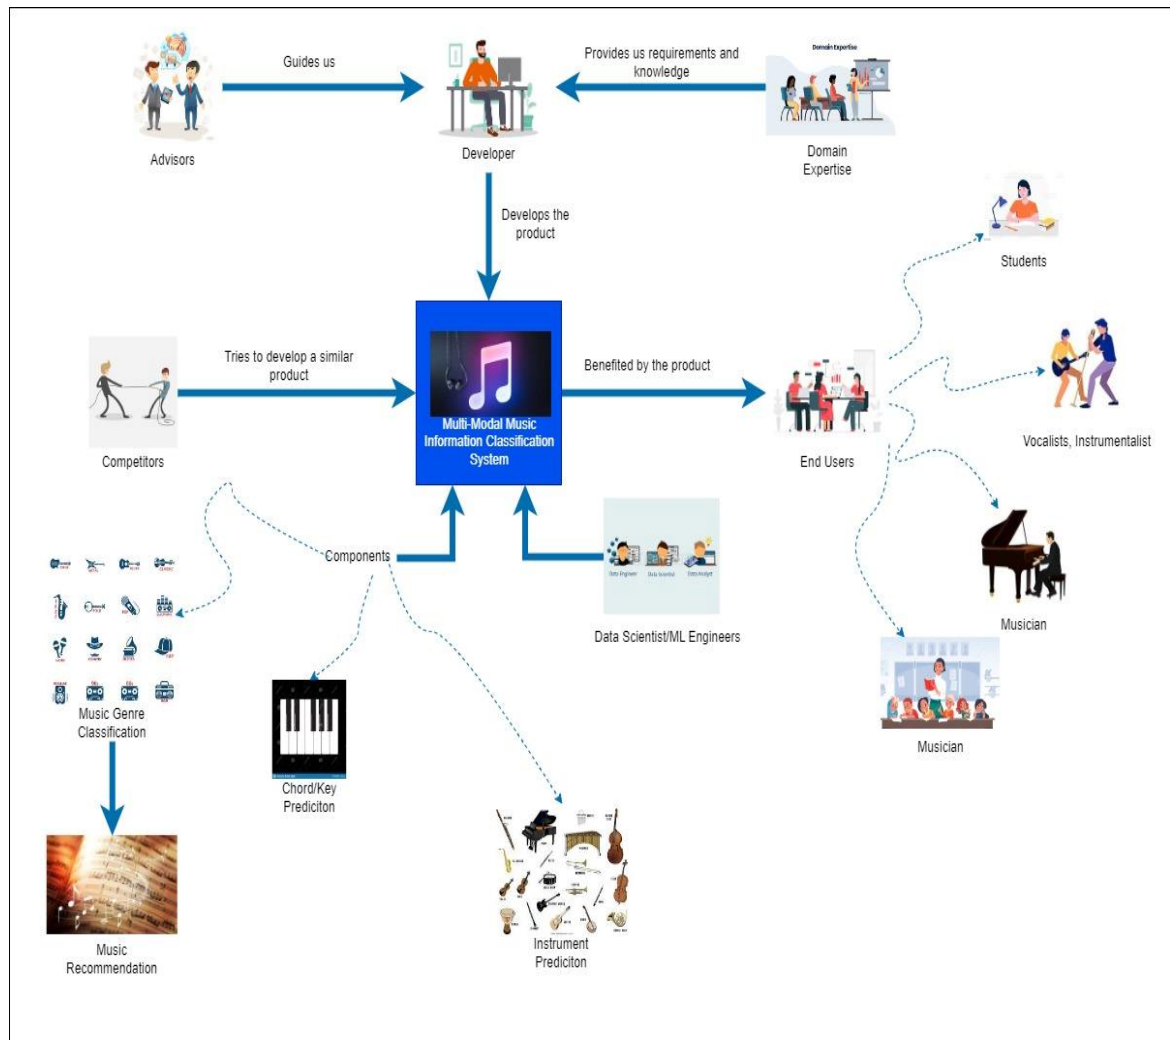 Guides us
Provides us requirements and
knowledge
Domain Expertise
Advisors
Developer
Domain
Expertise
Develops the
product
Students
Tries to develop a similar
product
Benefited by the product
Multi-Modal Music
Information Classification
System
Competitors
End Users
Vocalists, Instrumentalist
Components
Data Engineer
Data Scientist
Data Analyst
Data Scientist/ML Engineers
Musician
Musician
Music Genre
Classification
Chord/Key
Prediciton
Instrument
Prediciton
Music
Recommendation